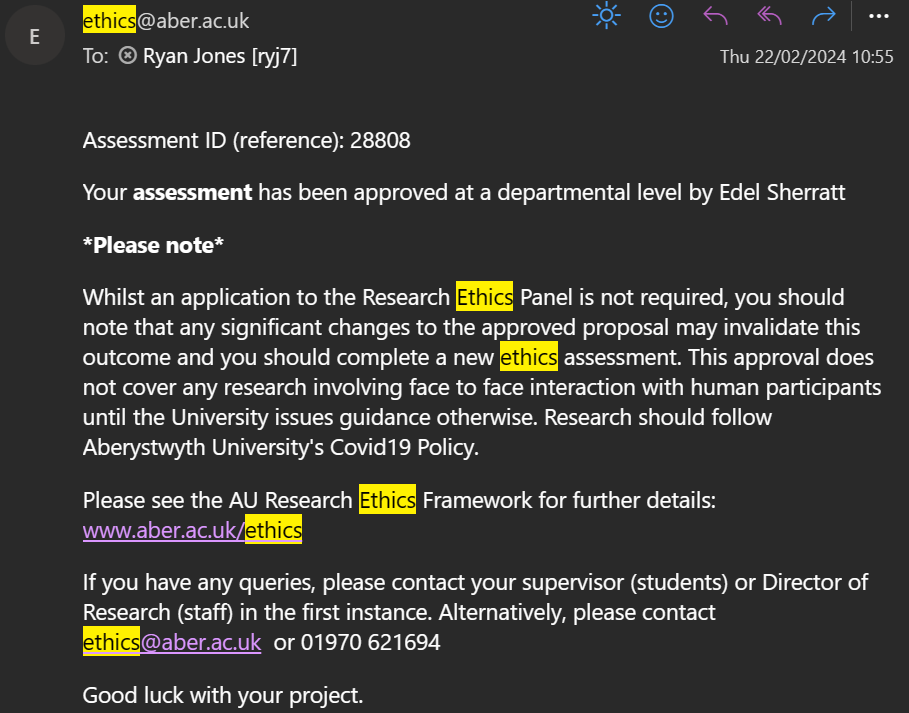 E
ethics@aber.ac.uk
To: Ryan Jones [ryj7]
Thu 22/02/2024 10:55
Assessment ID (reference): 28808
Your assessment has been approved at a departmental level by Edel Sherratt
*Please note*
Whilst an application to the Research Ethics Panel is not required, you should
note that any significant changes to the approved proposal may invalidate this
outcome and you should complete a new ethics assessment. This approval does
not cover any research involving face to face interaction with human participants
until the University issues guidance otherwise. Research should follow
Aberystwyth University's Covid19 Policy.
Please see the AU Research Ethics Framework for further details:
www.aber.ac.uk/ethics
If you have any queries, please contact your supervisor (students) or Director of
Research (staff) in the first instance. Alternatively, please contact
ethics@aber.ac.uk or 01970 621694
Good luck with your project.